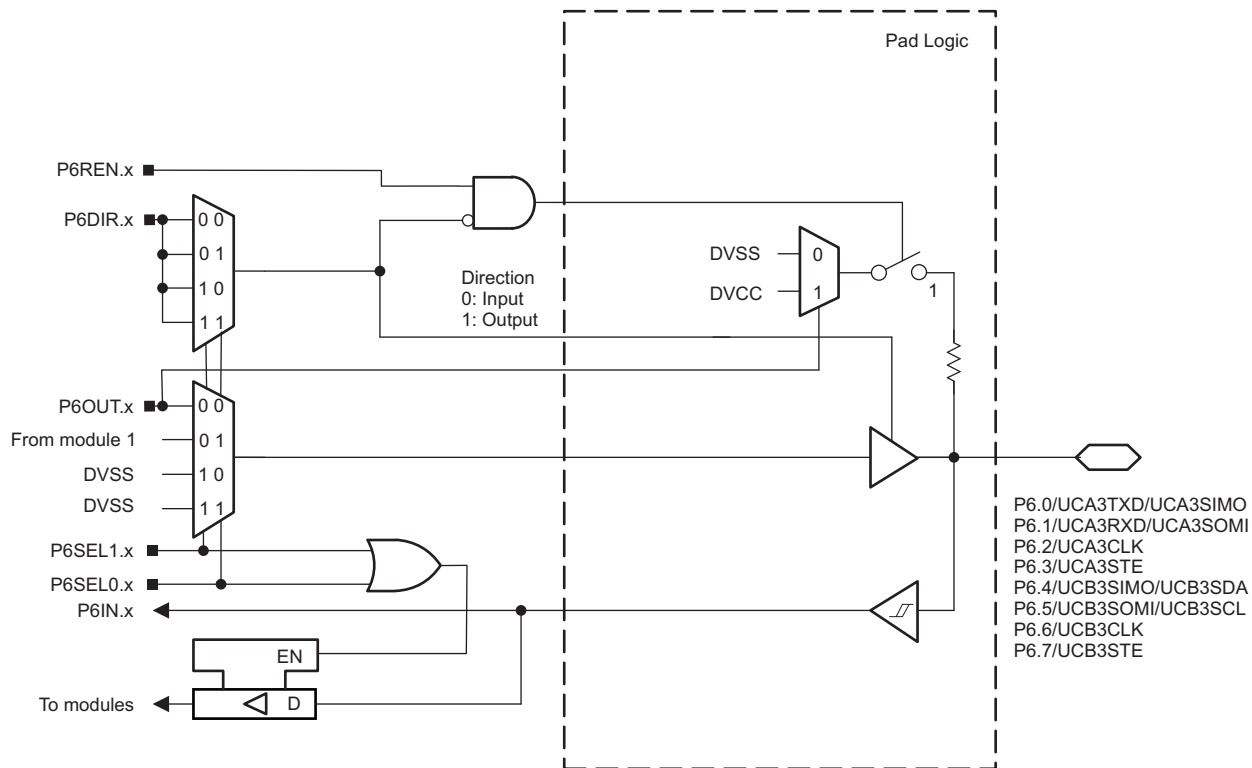 Pad Logic
P6REN.x
P6DIR.x
0 0
0 1
1 0
1 1
Direction
0: Input
1: Output
DVSS
0
DVCC
1
1
P6OUT.x
0 0
From module 1
0 1
DVSS
1 0
DVSS
1 1
P6SEL1.x
P6SEL0.x
P6IN.x
EN
To modules
D
P6.0/UCA3TXD/UCA3SIMO
P6.1/UCA3RXD/UCA3SOMI
P6.2/UCA3CLK
P6.3/UCA3STE
P6.4/UCB3SIMO/UCB3SDA
P6.5/UCB3SOMI/UCB3SCL
P6.6/UCB3CLK
P6.7/UCB3STE